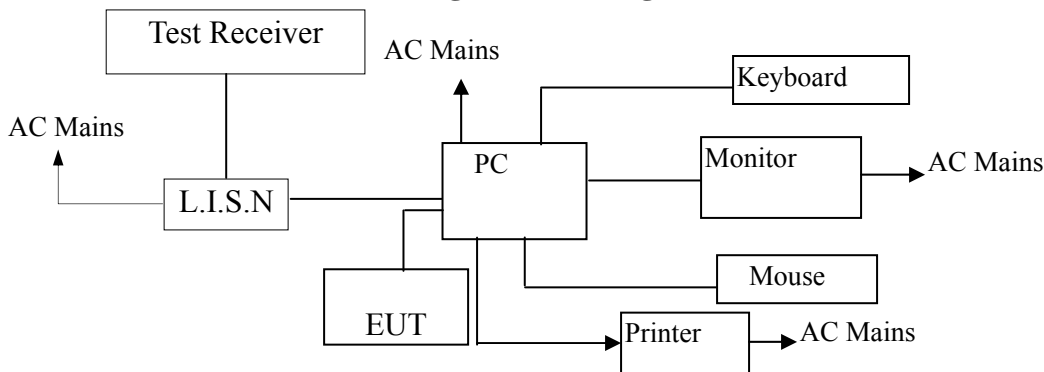 Test Receiver
AC Mains
Keyboard
AC Mains
PC
Monitor
AC Mains
L.I.S.N
Mouse
EUT
Printer
AC Mains